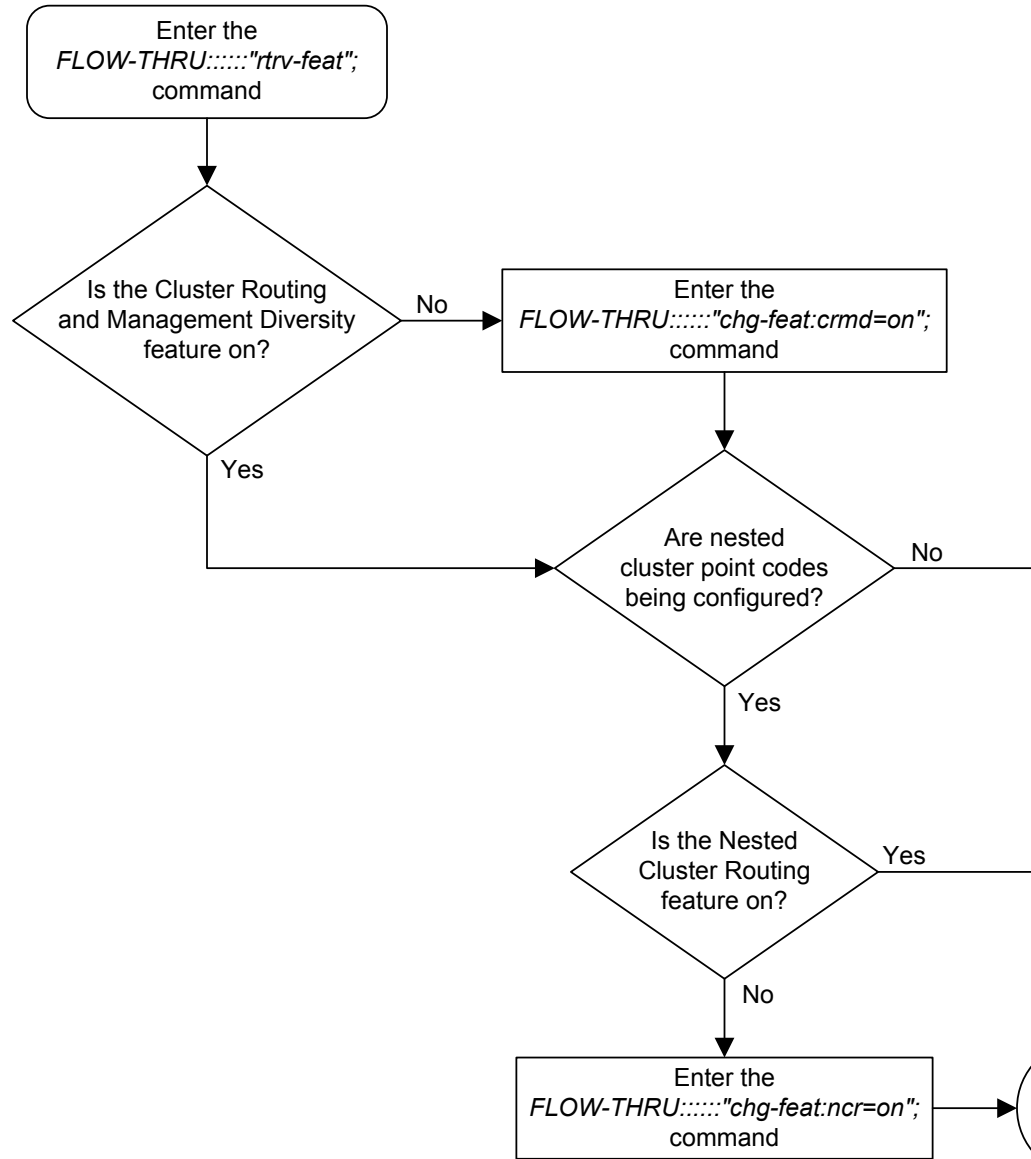 Enter the
FLOW-THRU::::::"rtrv-feat";
command
Is the Cluster Routing
and Management Diversity
feature on?
No
Enter the
FLOW-THRU::::::"chg-feat:crmd=on";
command
Yes
Are nested
cluster point codes
being configured?
No
Yes
Is the Nested
Cluster Routing
feature on?
Yes
No
Enter the
FLOW-THRU::::::"chg-feat:ncr=on";
command